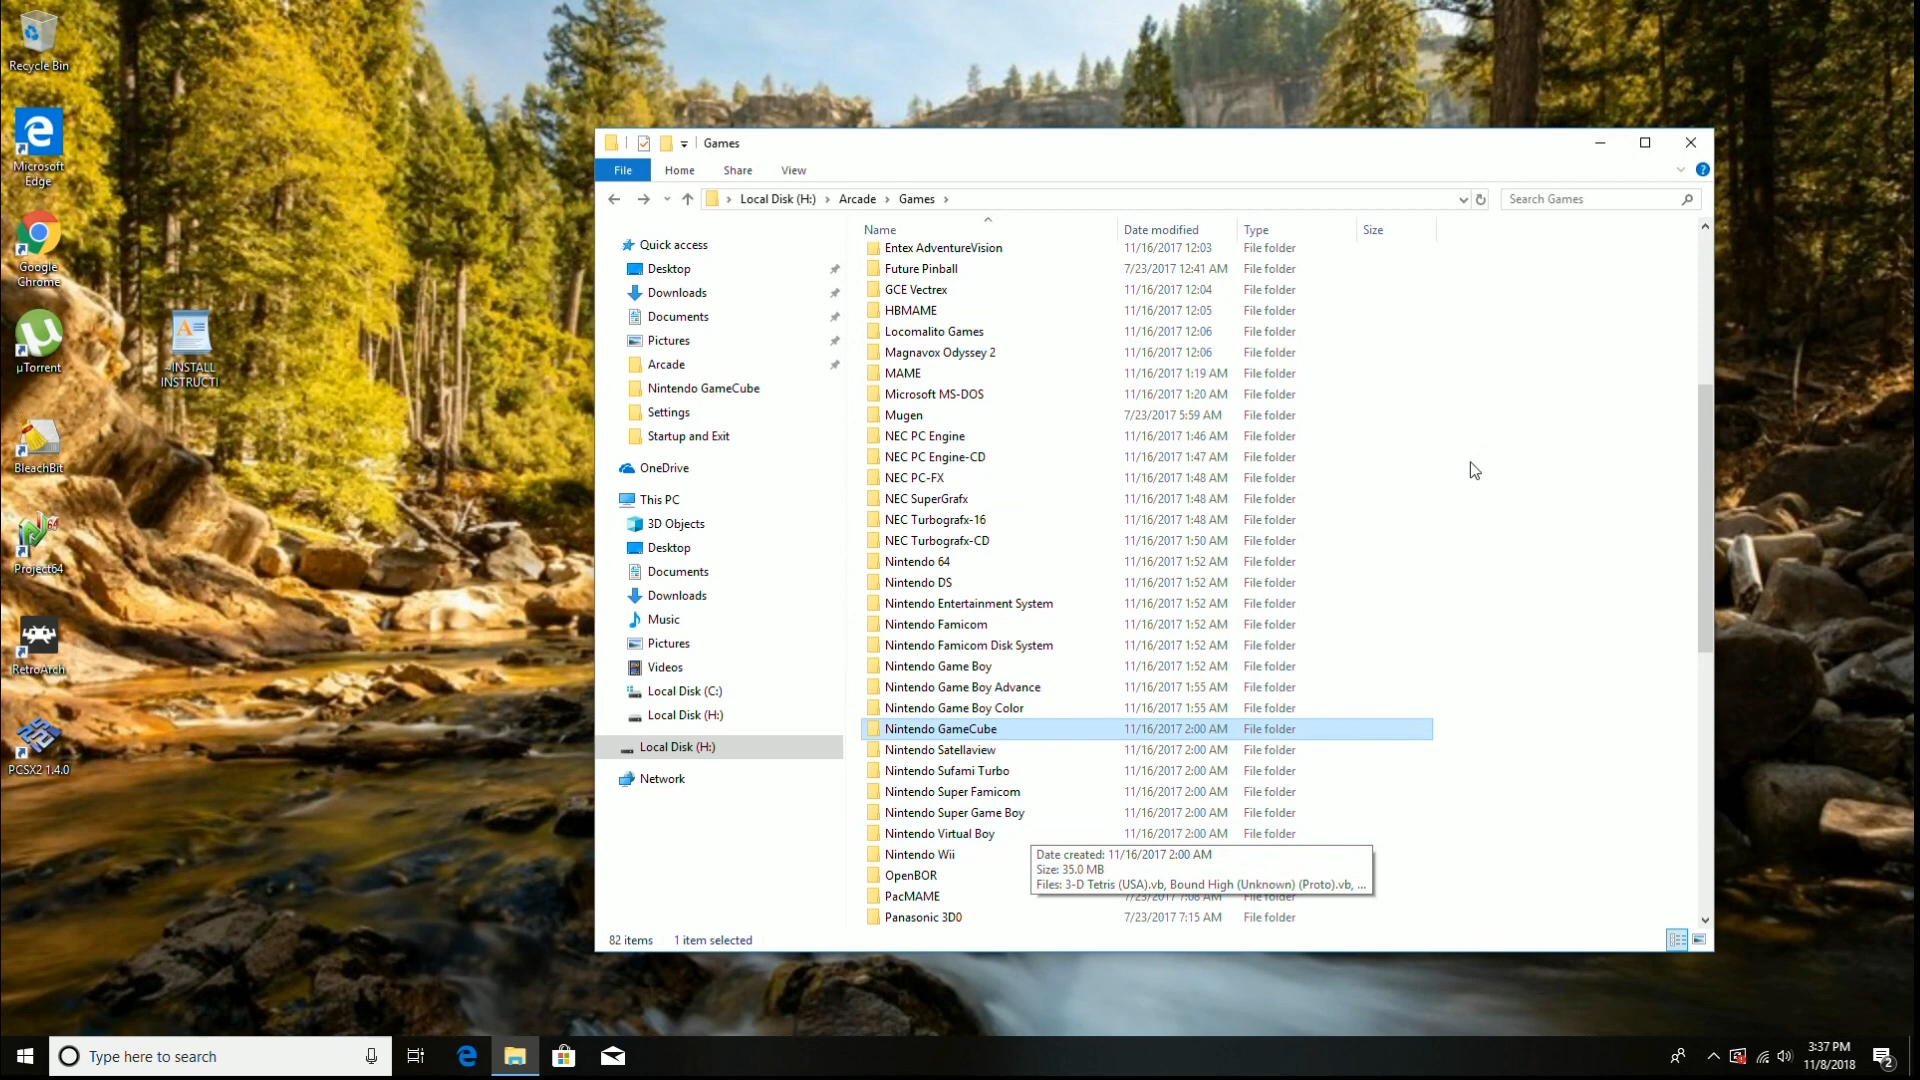 Recycle Bin
Microsoft
Edge
Google
Chrome
µTorrent
~INSTALL
INSTRUCTI
BleachBit
Project64
RetroArch
PCSX2 1.4.0
Games
File Home Share View
Local Disk (H:) › Arcade › Games ›
Search Games
Quick access
Desktop
Downloads
Documents
Pictures
Arcade
Nintendo GameCube
Settings
Startup and Exit
OneDrive
This PC
3D Objects
Desktop
Documents
Downloads
Music
Pictures
Videos
Local Disk (C:)
Local Disk (H:)
Local Disk (H:)
Network
Name Date modified Type Size
Entex AdventureVision 11/16/2017 12:03 File folder
Future Pinball 7/23/2017 12:41 AM File folder
GCE Vectrex 11/16/2017 12:04 File folder
HBMAME 11/16/2017 12:05 File folder
Locomalito Games 11/16/2017 12:06 File folder
Magnavox Odyssey 2 11/16/2017 12:06 File folder
MAME 11/16/2017 1:19 AM File folder
Microsoft MS-DOS 11/16/2017 1:20 AM File folder
Mugen 7/23/2017 5:59 AM File folder
NEC PC Engine 11/16/2017 1:46 AM File folder
NEC PC Engine-CD 11/16/2017 1:47 AM File folder
NEC PC-FX 11/16/2017 1:48 AM File folder
NEC SuperGrafx 11/16/2017 1:48 AM File folder
NEC Turbografx-16 11/16/2017 1:48 AM File folder
NEC Turbografx-CD 11/16/2017 1:50 AM File folder
Nintendo 64 11/16/2017 1:52 AM File folder
Nintendo DS 11/16/2017 1:52 AM File folder
Nintendo Entertainment System 11/16/2017 1:52 AM File folder
Nintendo Famicom 11/16/2017 1:52 AM File folder
Nintendo Famicom Disk System 11/16/2017 1:52 AM File folder
Nintendo Game Boy 11/16/2017 1:52 AM File folder
Nintendo Game Boy Advance 11/16/2017 1:55 AM File folder
Nintendo Game Boy Color 11/16/2017 1:55 AM File folder
Nintendo GameCube 11/16/2017 2:00 AM File folder
Nintendo Satellaview 11/16/2017 2:00 AM File folder
Nintendo Sufami Turbo 11/16/2017 2:00 AM File folder
Nintendo Super Famicom 11/16/2017 2:00 AM File folder
Nintendo Super Game Boy 11/16/2017 2:00 AM File folder
Nintendo Virtual Boy 11/16/2017 2:00 AM File folder
Nintendo Wii
Date created: 11/16/2017 2:00 AM
Size: 35.0 MB
Files: 3-D Tetris (USA).vb, Bound High (Unknown) (Proto).vb, ...
OpenBOR
PacMAME 7/23/2017 7:08 AM File folder
Panasonic 3D0 7/23/2017 7:15 AM File folder
82 items 1 item selected
Type here to search
3:37 PM
11/8/2018
2